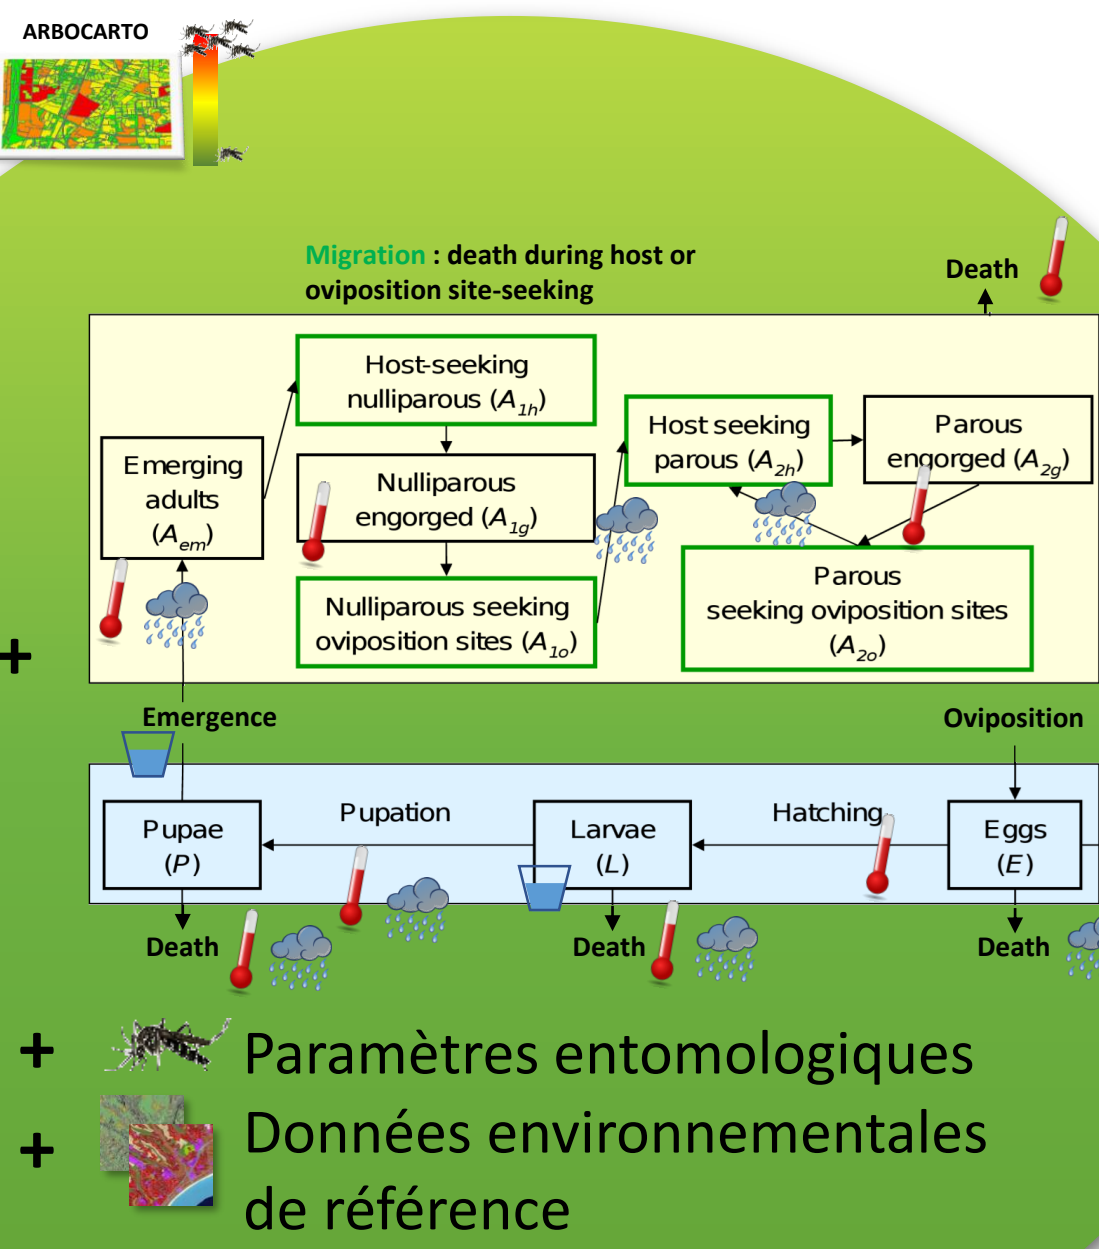 ARBOCARTO
Migration : death during host or
oviposition site-seeking
Death
Host-seeking
nulliparous (A1h)
Host seeking
parous (A2h)
Parous
engorged (A2g)
Emerging
adults
(Aem)
Nulliparous
engorged (A1g)
Nulliparous seeking
oviposition sites (A1o)
Parous
seeking oviposition sites
(A2o)
+
Emergence
Oviposition
Pupae
(P)
Pupation
Larvae
(L)
Hatching
Eggs
(E)
Death
Death
Death
+ Paramètres entomologiques
+ Données environnementales
de référence